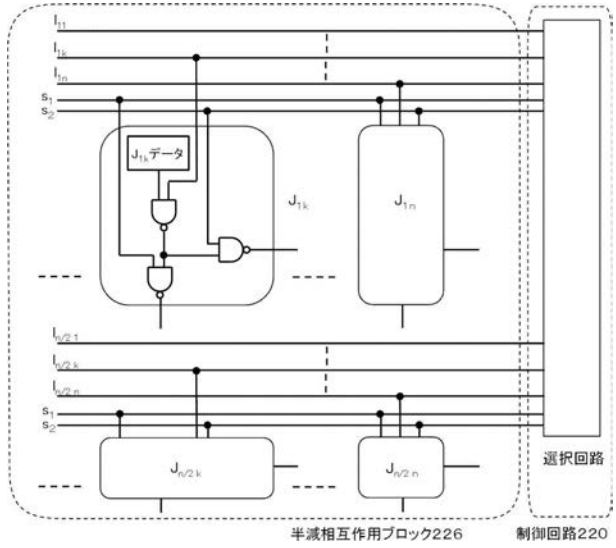 I11
I1k
I1n
s1
s2
J1kデータ
J1k
J1n
In/2 1
In/2 k
In/2 n
s1
s2
Jn/2 k
Jn/2 n
選択回路
半減相互作用ブロック226
制御回路220